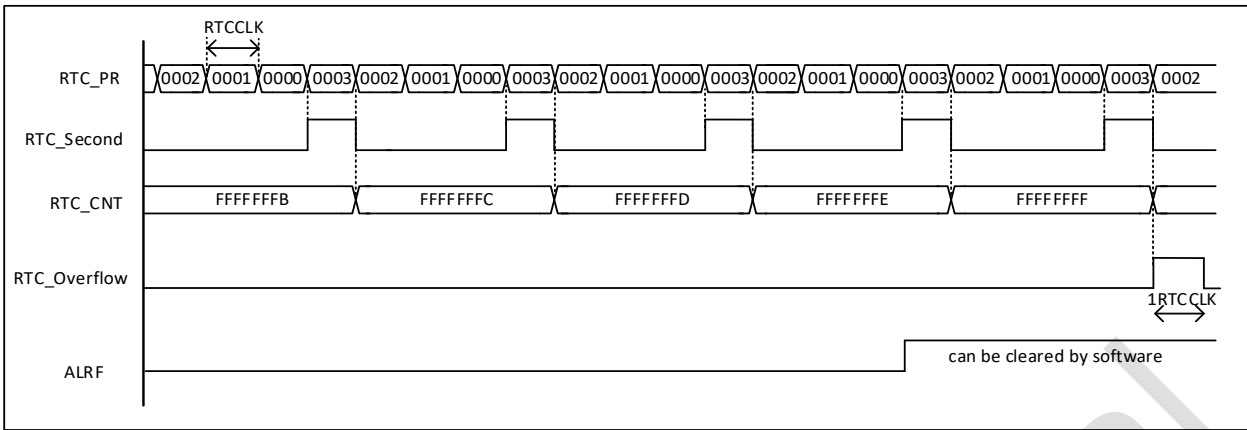 RTCCLK
RTC_PR 0002 0001 0000 0003 0002 0001 0000 0003 0002 0001 0000 0003 0002 0001 0000 0003 0002 0001 0000 0003 0002
RTC_Second
RTC_CNT FFFFFFFB FFFFFFFC FFFFFFFD FFFFFFFE FFFFFFFF
RTC_Overflow
1RTCCLK
ALRF can be cleared by software